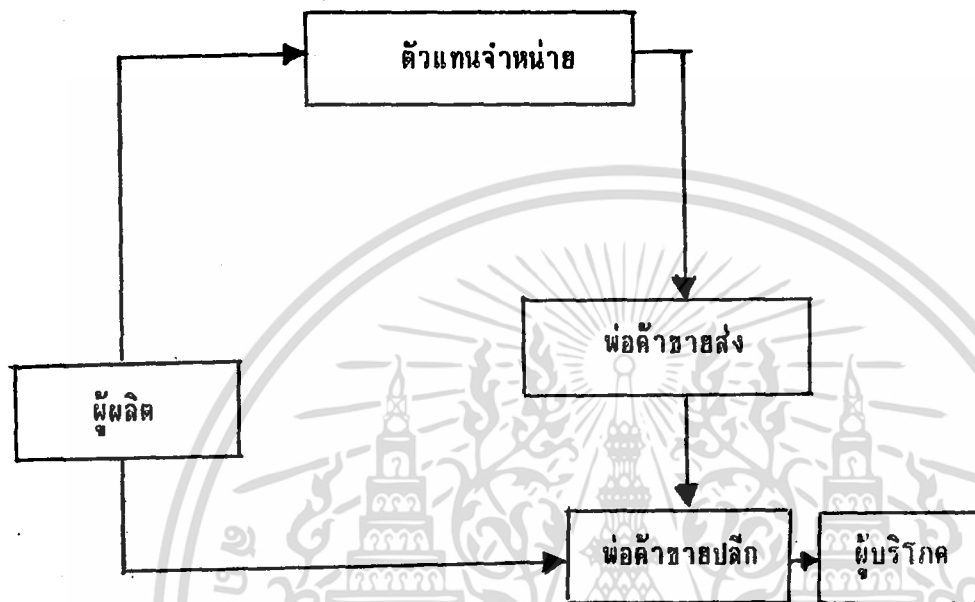 ตัวแทนจำหน่าย
พ่อค้าขายส่ง
ผู้ผลิต
พ่อค้าขายปลีก
ผู้บริโภค